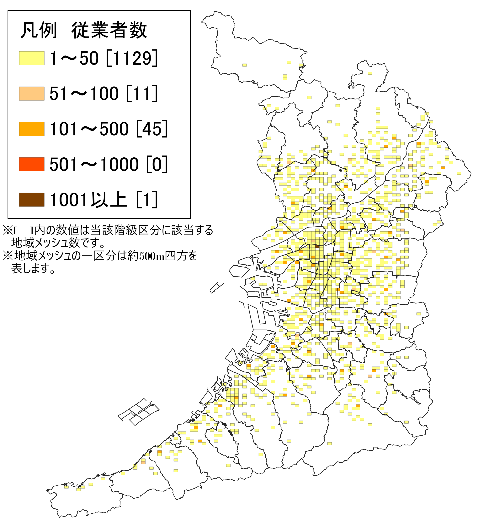 凡例 従業者数
1～50 [1129]
51～100 [11]
101～500 [45]
501～1000 [0]
1001以上 [1]
※[ ]内の数値は当該階級区分に該当する
地域メッシュ数です。
※地域メッシュの一区分は約500m四方を
表します。